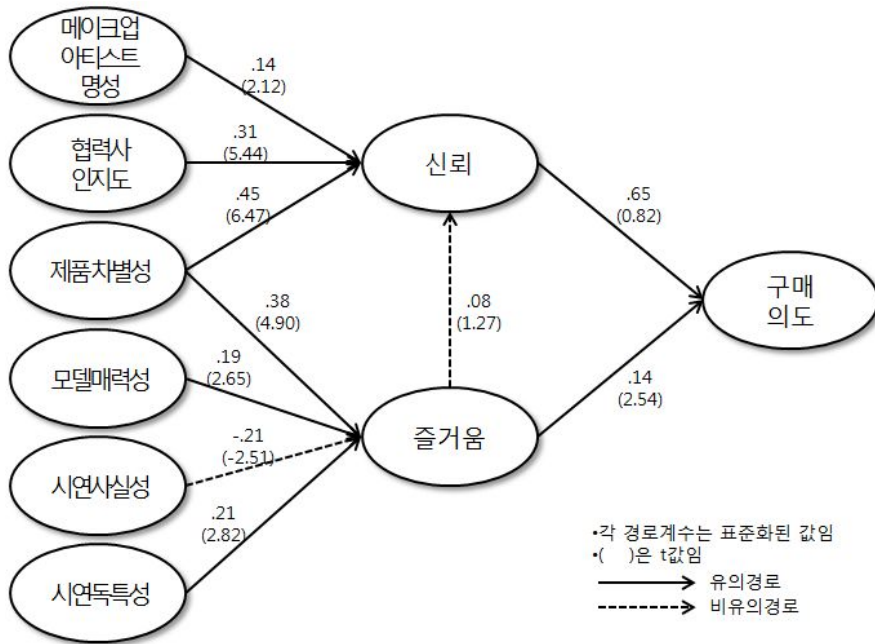 메이크업
아티스트
명성
.14
(2.12)
협력사
인지도
.31
(5.44)
신뢰
.45
(6.47)
.65
(0.82)
제품차별성
.38
(4.90)
.08
(1.27)
구매
의도
모델매력성
.19
(2.65)
.14
(2.54)
즐거움
시연사실성
-.21
(-2.51)
.21
(2.82)
시연독특성
•각 경로계수는 표준화된 값임
•( )은 t값임
유의경로
비유의경로